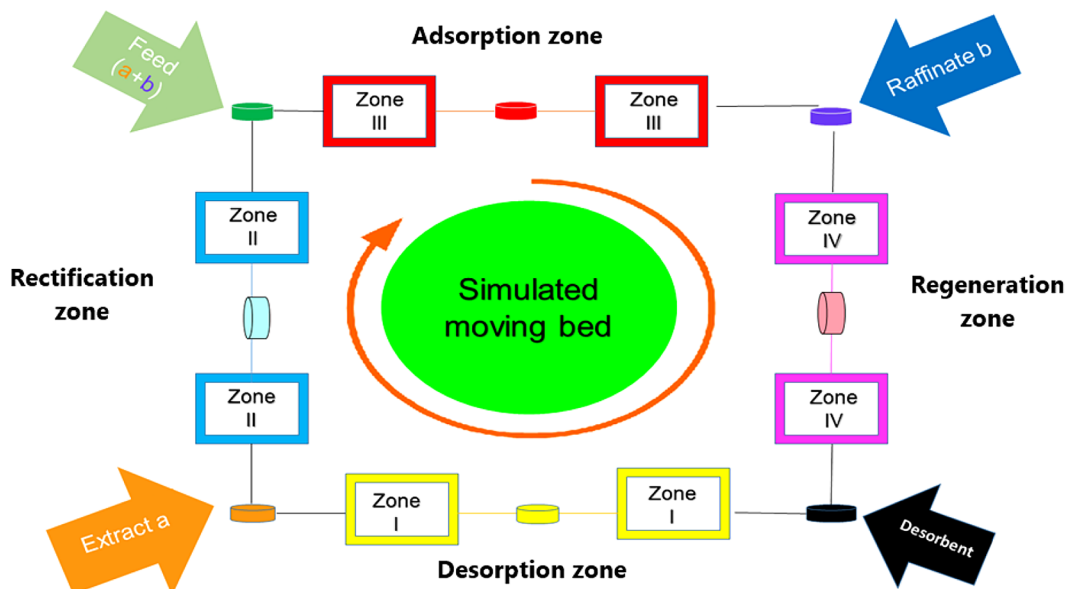 Adsorption zone
Feed
(a+b)
Raffinate b
Zone
III
Zone
III
Zone
II
Zone
IV
Rectification
zone
Simulated
moving bed
Regeneration
zone
Zone
II
Zone
IV
Extract a
Zone
I
Zone
I
Desorbent
Desorption zone